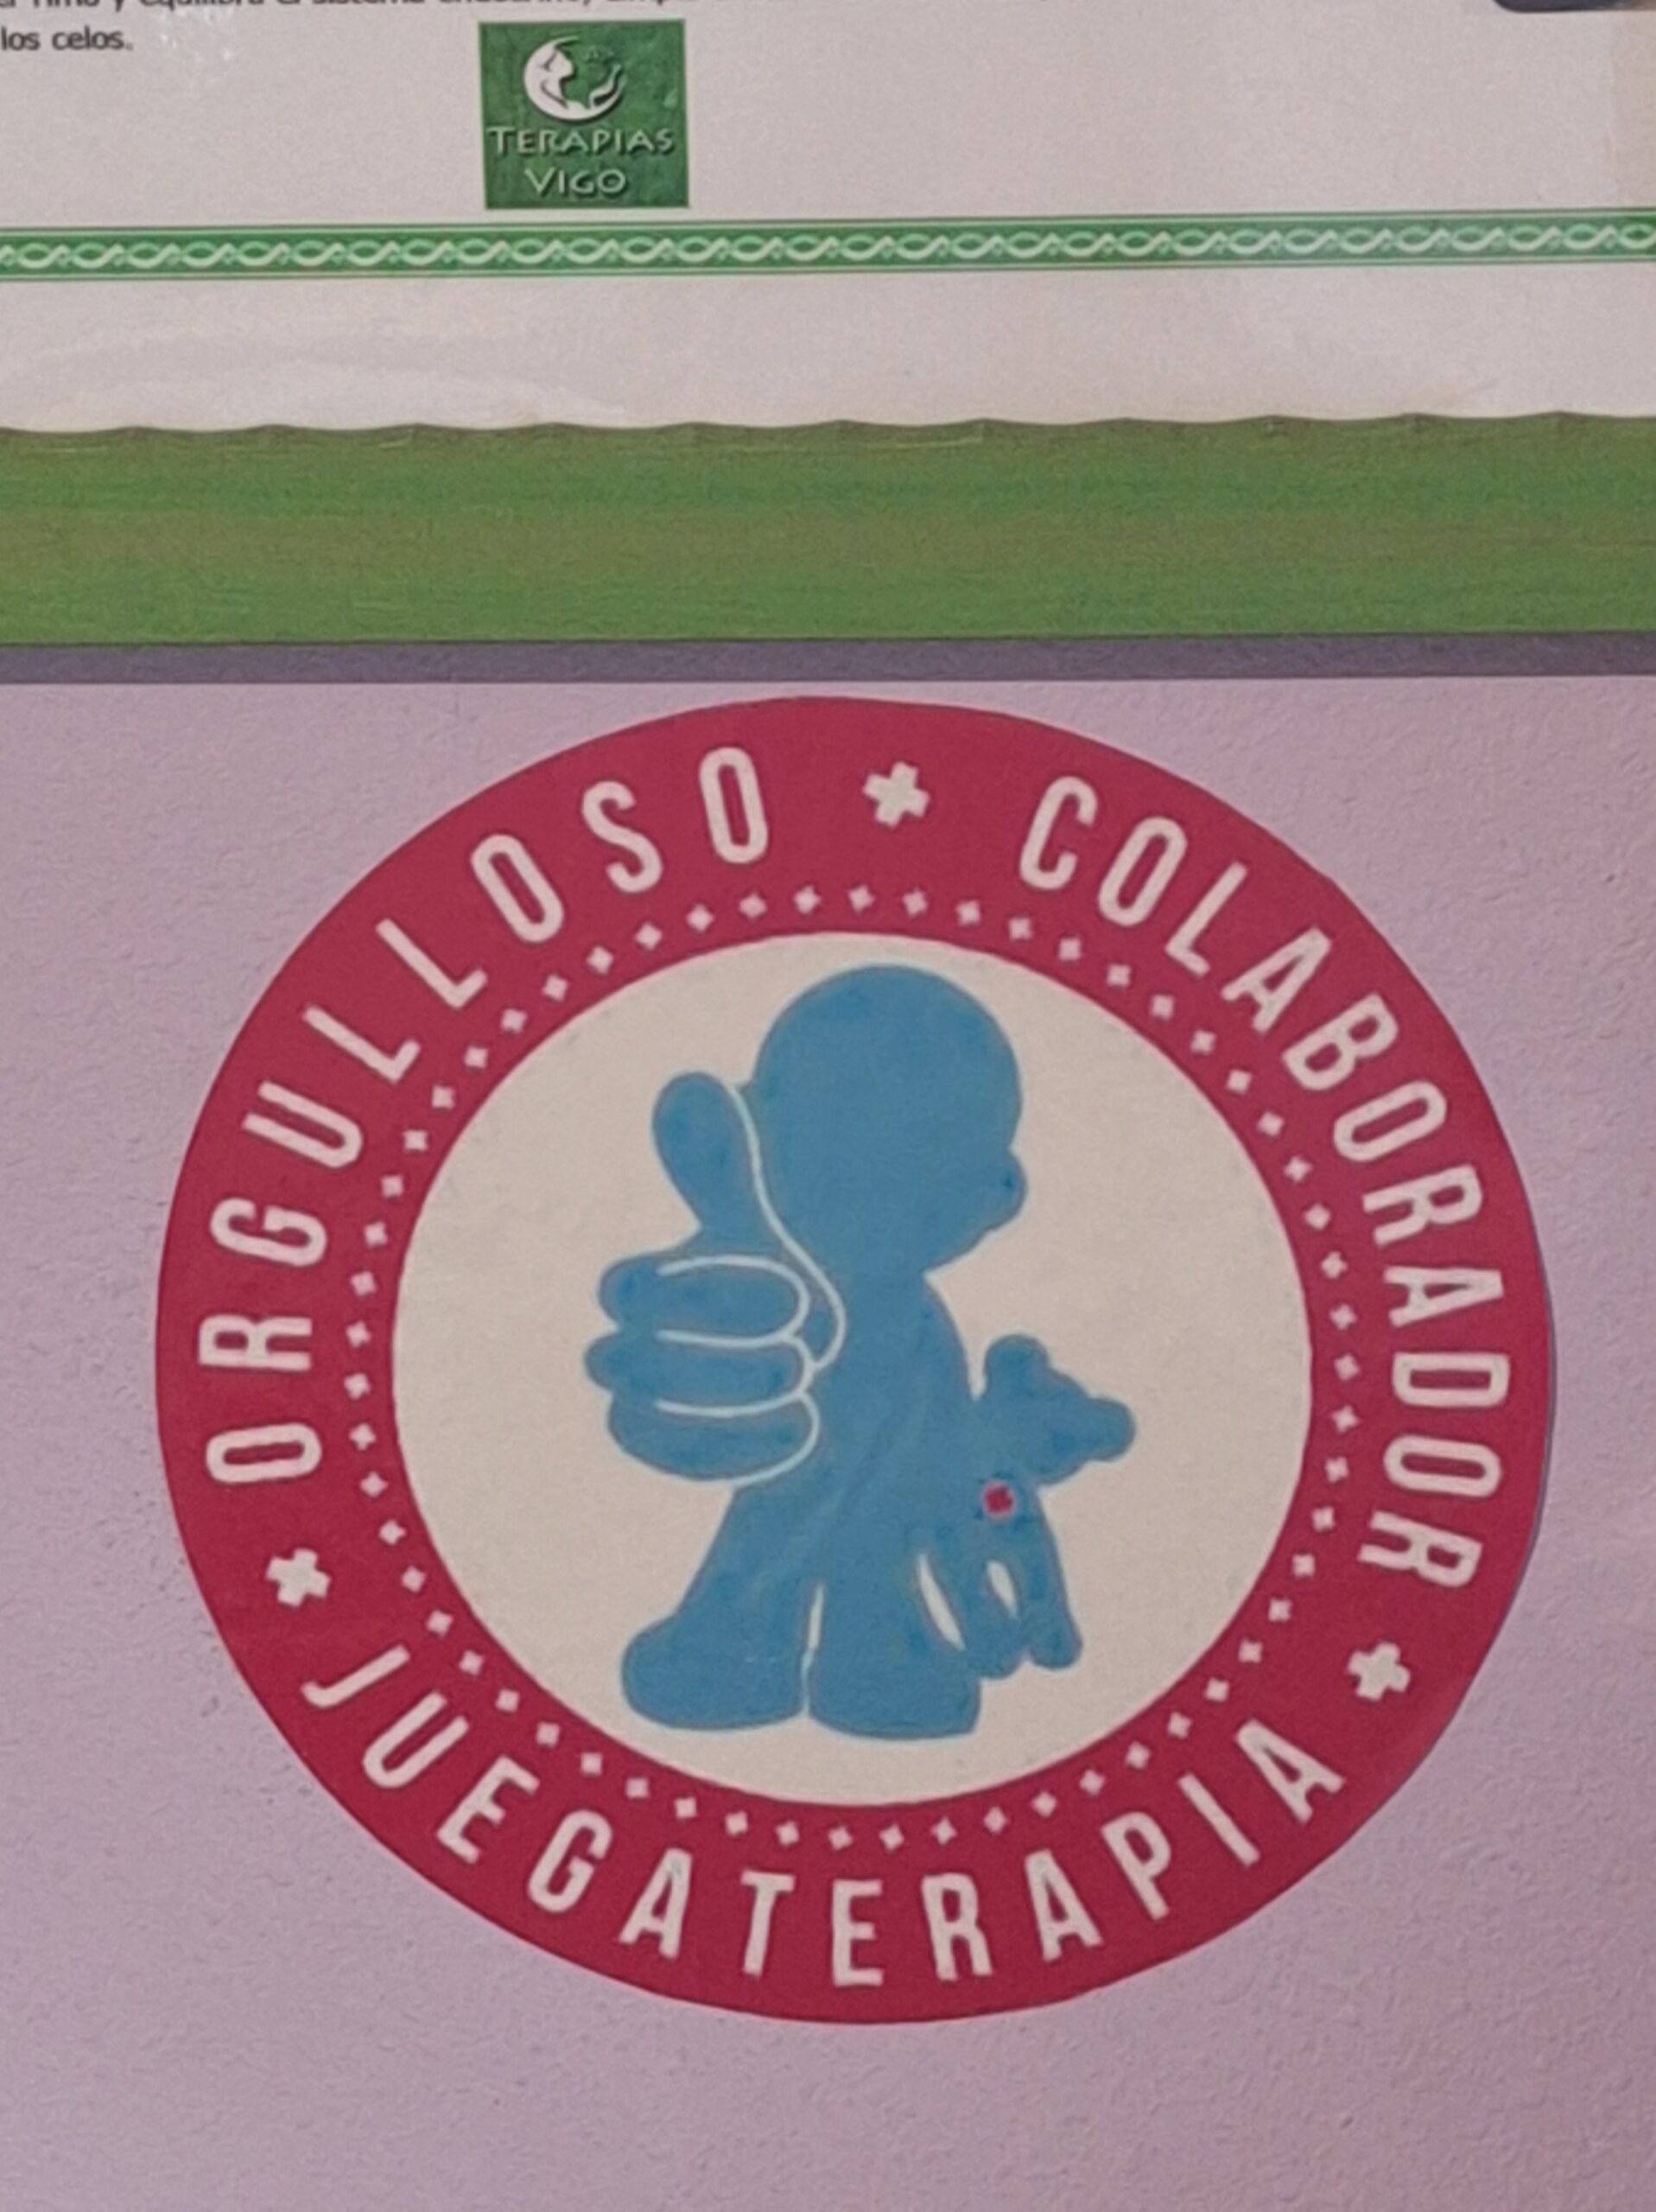 los celos.
TERAPIAS
VIGO
ORGULLOSO * COLABORADOR * JUEGATERAPIA *